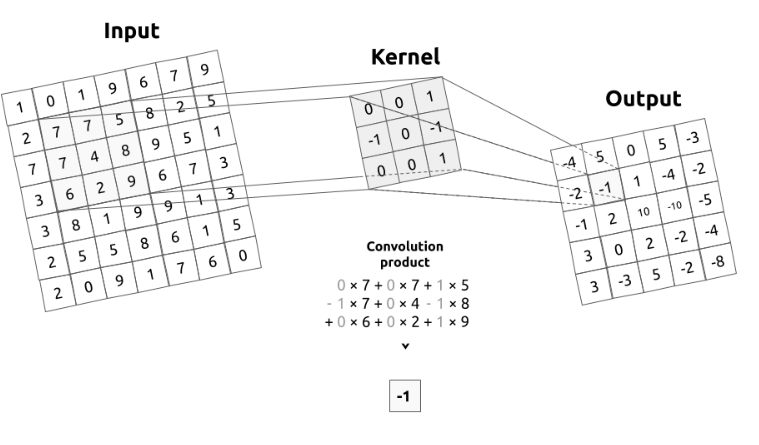 Input
Kernel
Output
1 0 1 9 6 7 9
2 7 7 5 8 2 5
7 7 4 8 9 5 1
3 6 2 9 6 7 3
3 8 1 9 9 1 3
2 5 5 8 6 1 5
2 0 9 1 7 6 0
0 0 1
-1 0 -1
0 0 1
-4 5 0 5 -3
-2 -1 1 -4 -2
-1 2 10 -10 -5
3 0 2 -2 -4
3 -3 5 -2 -8
Convolution
product
0 × 7 + 0 × 7 + 1 × 5
- 1 × 7 + 0 × 4 - 1 × 8
+ 0 × 6 + 0 × 2 + 1 × 9
-1